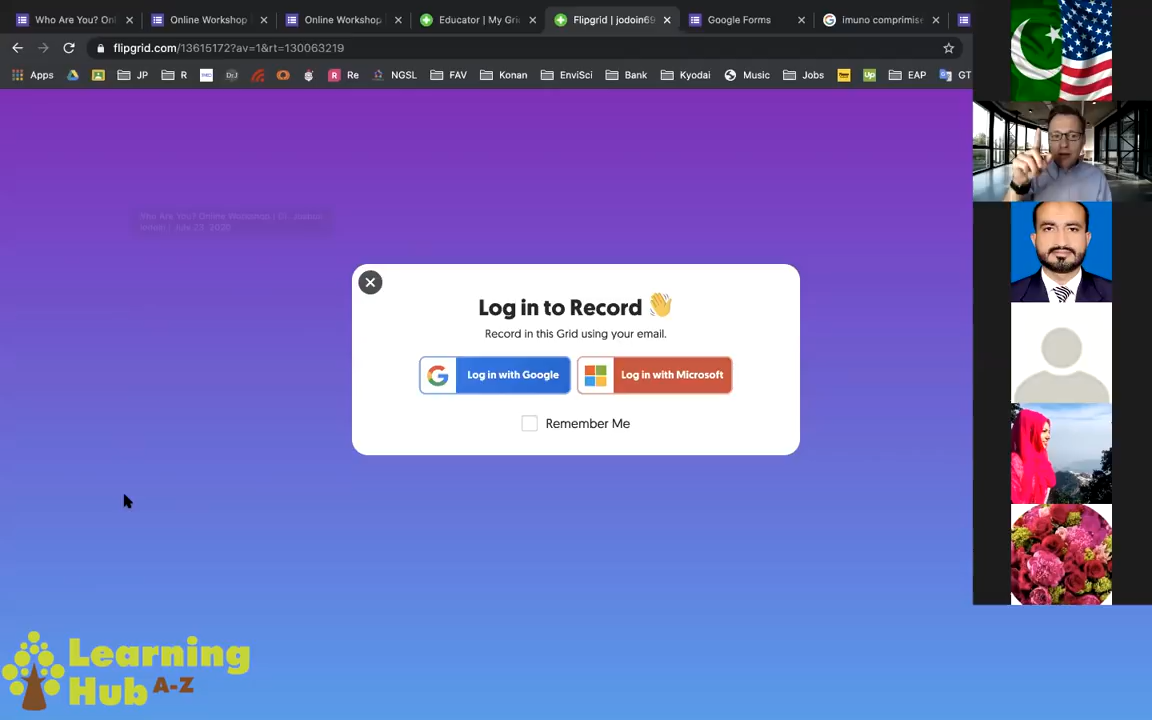 Who Are You? Onl
Online Workshop
Online Workshop
Educator | My Gri
Flipgrid | jodoin69
Google Forms
imuno comprimise
flipgrid.com/13615172?av=1&rt=130063219
Apps
JP
R
Re
NGSL
FAV
Konan
EnviSci
Bank
Kyodai
Music
Jobs
Up
EAP
GT
Log in to Record
Record in this Grid using your email.
Log in with Google
Log in with Microsoft
Remember Me
Learning
Hub A-Z